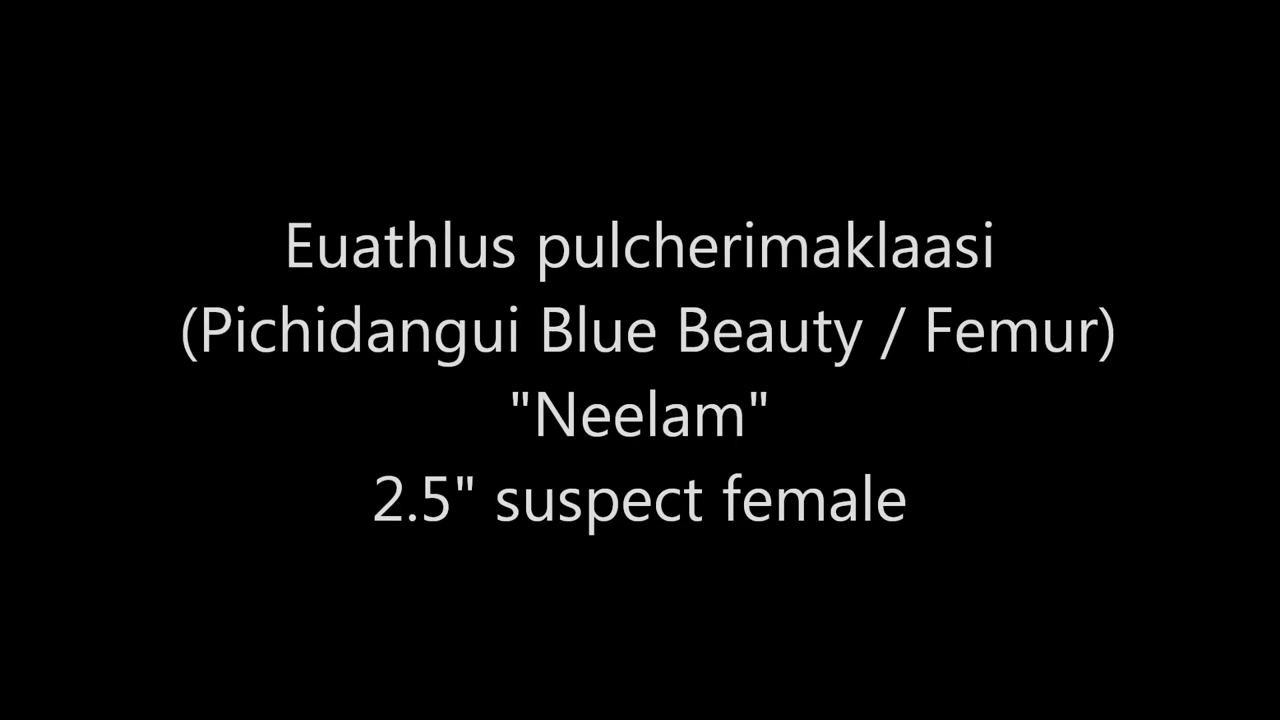 Euathlus pulcherimaklaasi
(Pichidangui Blue Beauty / Femur)
"Neelam"
2.5" suspect female